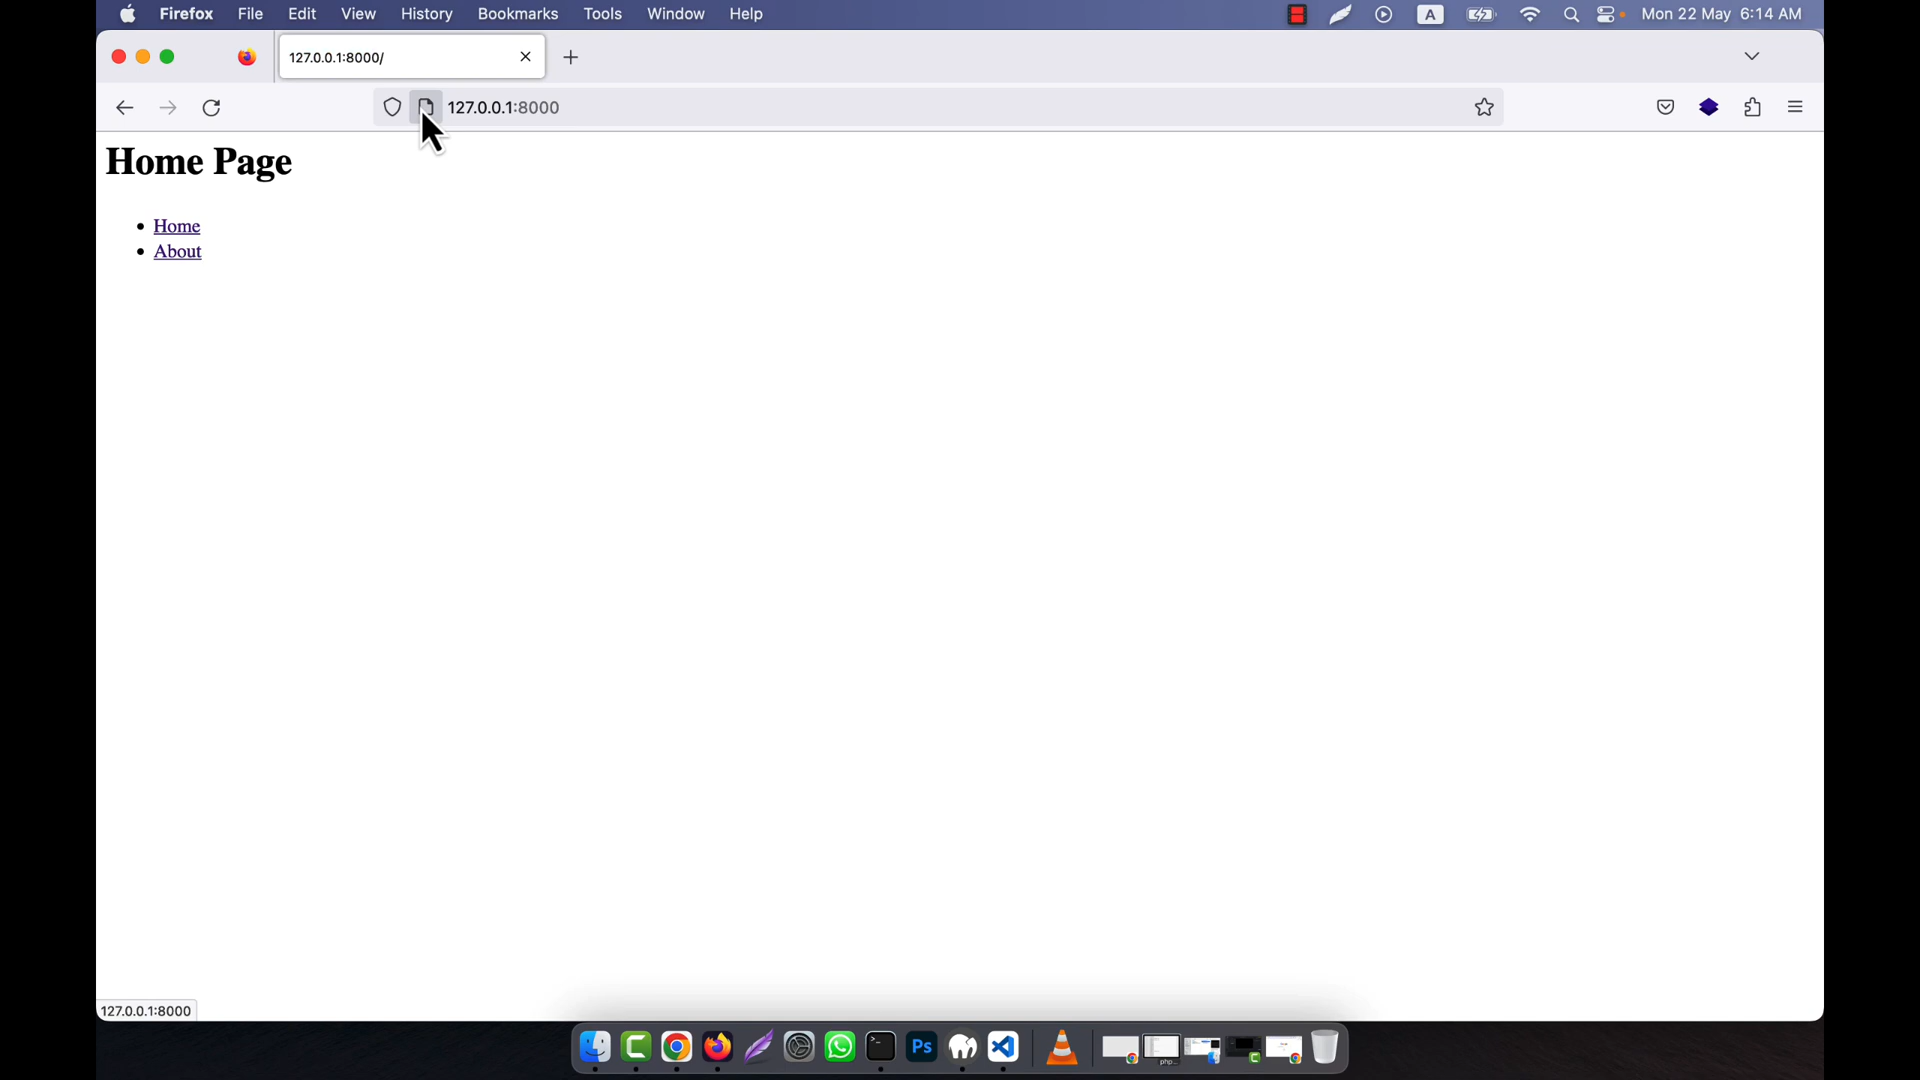 Firefox File Edit View History Bookmarks Tools Window Help A Mon 22 May 6:14 AM
127.0.0.1:8000/
127.0.0.1:8000
Home Page
Home
About
127.0.0.1:8000
Ps